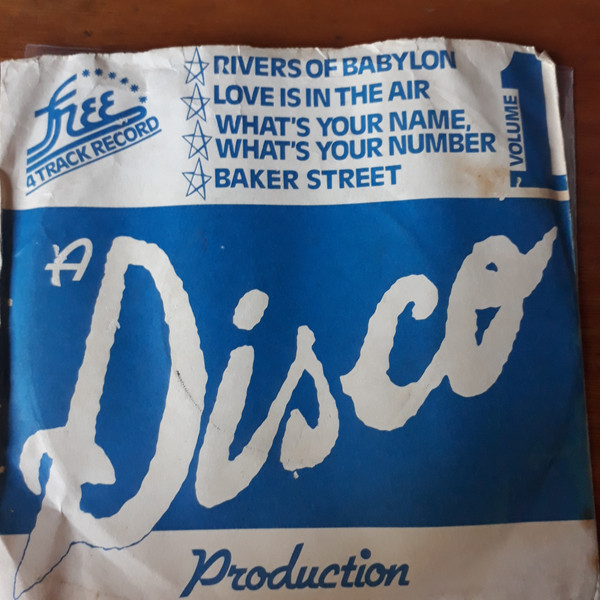 Free
4 TRACK RECORD
RIVERS OF BABYLON
LOVE IS IN THE AIR
WHAT'S YOUR NAME,
WHAT'S YOUR NUMBER
BAKER STREET
VOLUME 1
A
Disco
Production